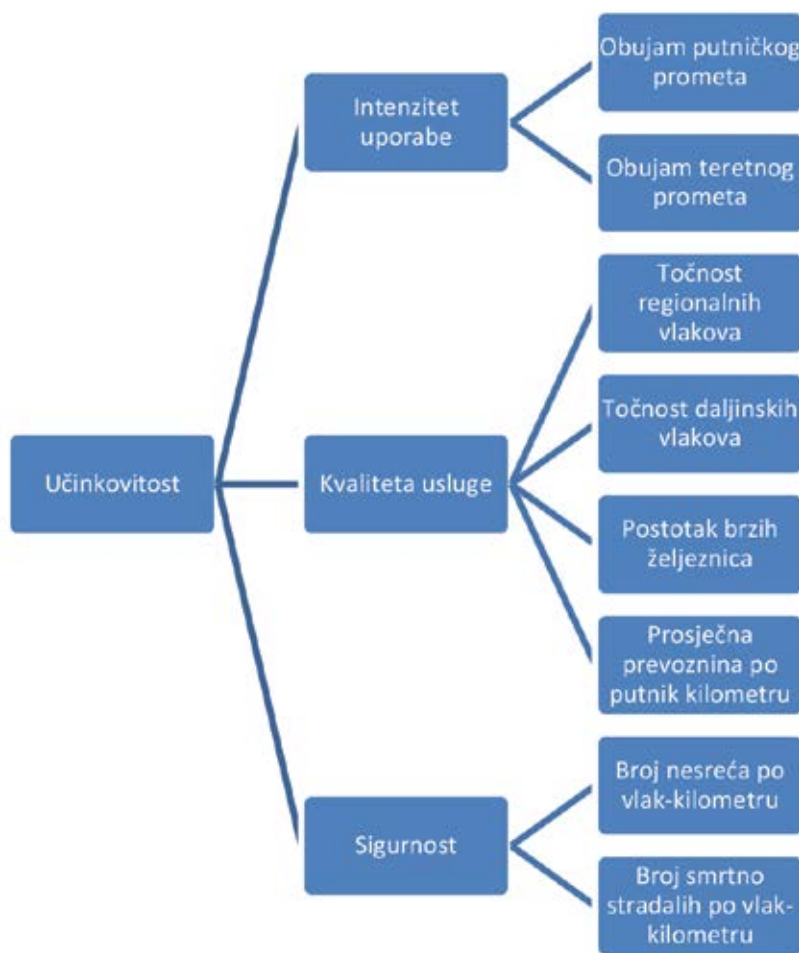 Učinkovitost
Intenzitet
uporabe
Obujam putničkog
prometa
Obujam teretnog
prometa
Kvaliteta usluge
Točnost
regionalnih
vlakova
Točnost daljinskih
vlakova
Postotak brzih
željeznica
Prosječna
prevoznina po
putnik kilometru
Sigurnost
Broj nesreća po
vlak-kilometru
Broj smrtno
stradalih po vlak-
kilometru